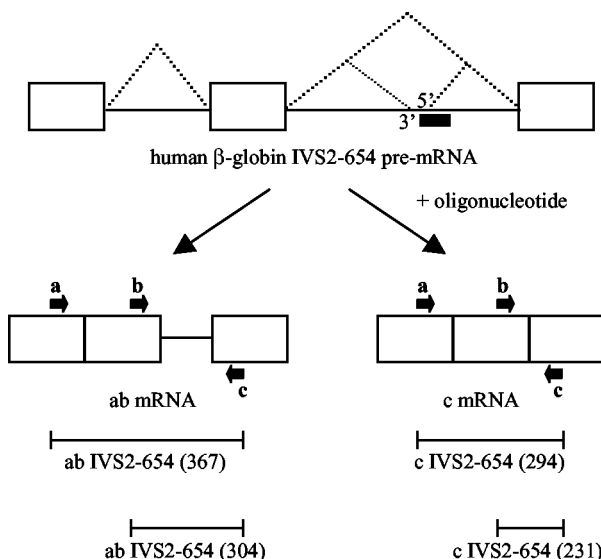 5’
3’
human β-globin IVS2-654 pre-mRNA
+ oligonucleotide
a b
a b
c
c
ab mRNA
c mRNA
ab IVS2-654 (367)
c IVS2-654 (294)
ab IVS2-654 (304)
c IVS2-654 (231)